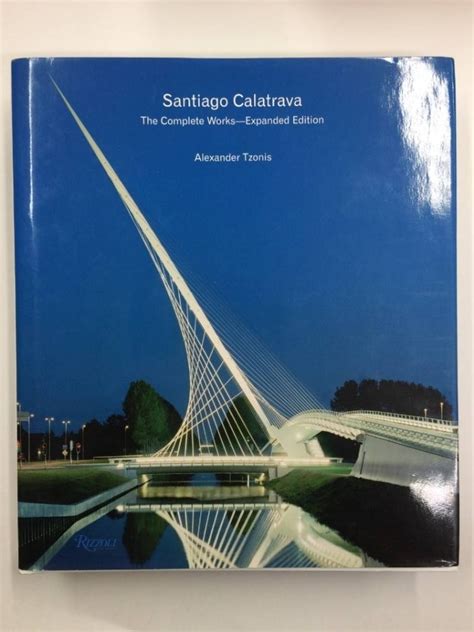 Santiago Calatrava
The Complete Works—Expanded Edition
Alexander Tzonis
RIZZOLI